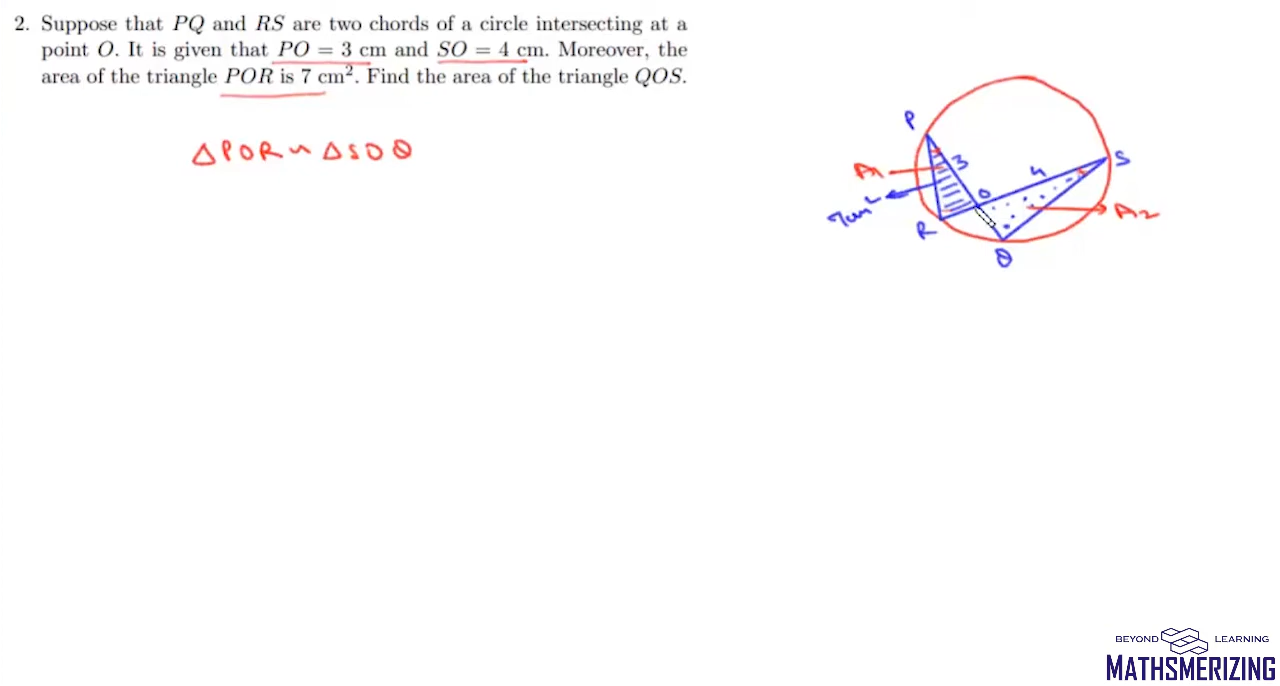 2. Suppose that PQ and RS are two chords of a circle intersecting at a
point O. It is given that PO = 3 cm and SO = 4 cm. Moreover, the
area of the triangle POR is 7 cm². Find the area of the triangle QOS.
△POR ~ △SOQ
P
A1
3
4
S
O
7cm²
A2
R
Q
BEYOND LEARNING
MATHSMERIZING